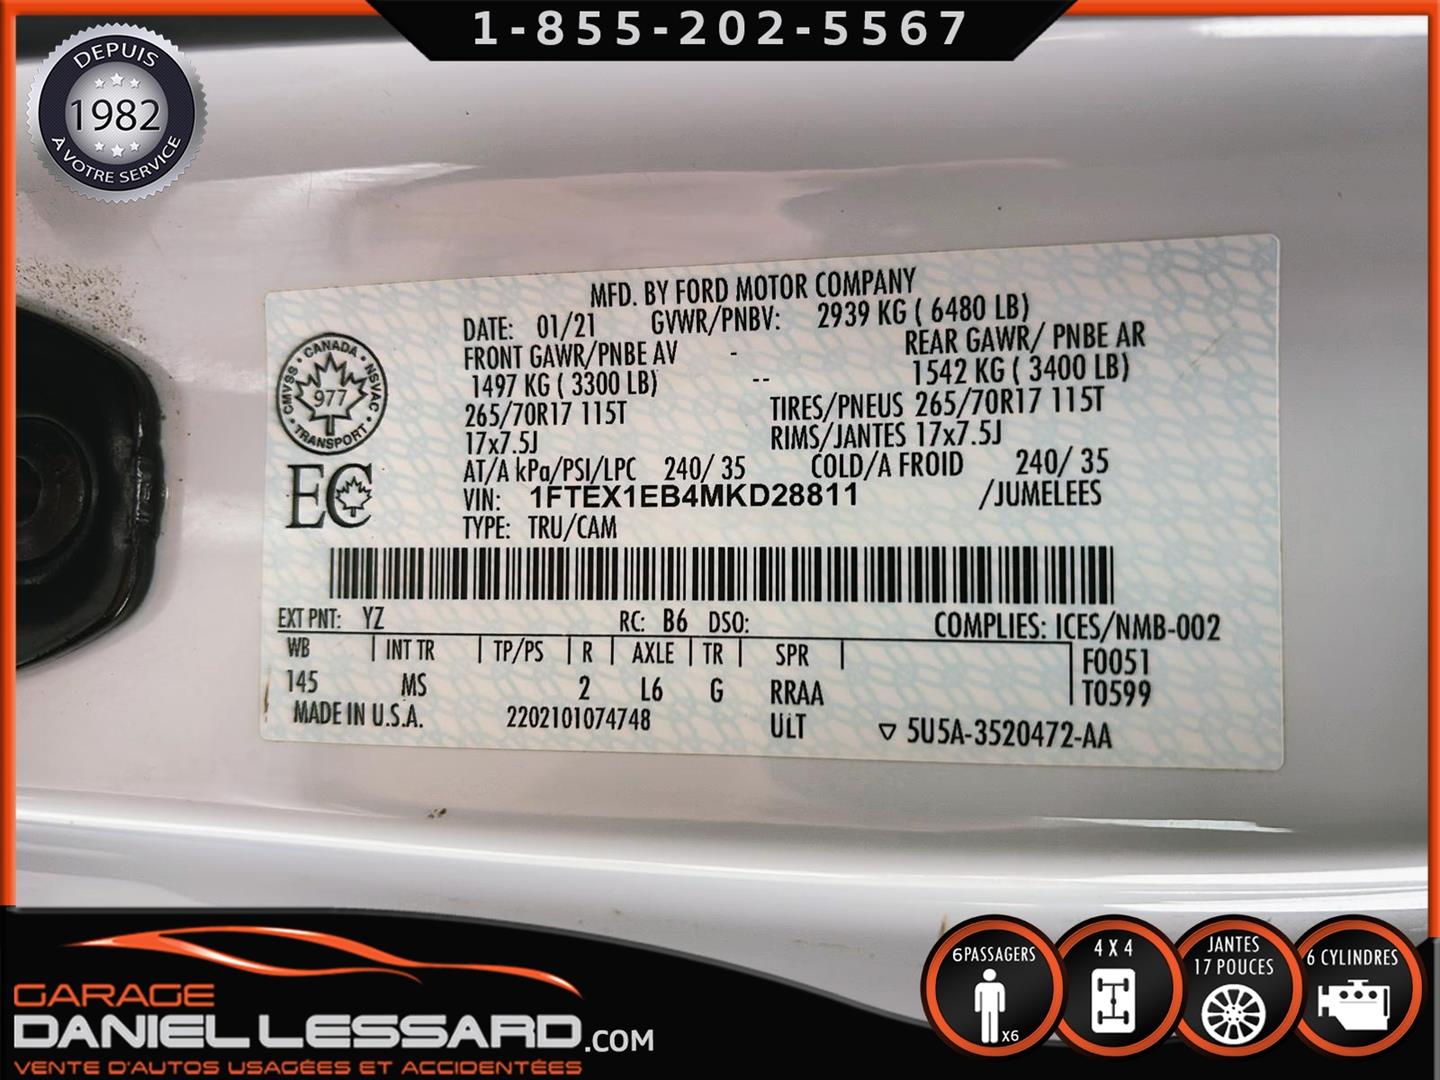 1-855-202-5567
DEPUIS
1982
À VOTRE SERVICE
MFD. BY FORD MOTOR COMPANY
DATE: 01/21 GVWR/PNBV: 2939 KG ( 6480 LB)
FRONT GAWR/PNBE AV - REAR GAWR/ PNBE AR
1497 KG ( 3300 LB) -- 1542 KG ( 3400 LB)
265/70R17 115T TIRES/PNEUS 265/70R17 115T
17x7.5J RIMS/JANTES 17x7.5J
AT/A kPa/PSI/LPC 240/ 35 COLD/A FROID 240/ 35
VIN: 1FTEX1EB4MKD28811 /JUMELEES
TYPE: TRU/CAM
CANADA
CMVSS NSVAC
977
TRANSPORT
EC
EXT PNT: YZ RC: B6 DSO: COMPLIES: ICES/NMB-002
WB | INT TR | TP/PS | R | AXLE | TR | SPR | F0051
145 MS 2 L6 G RRAA T0599
MADE IN U.S.A. 2202101074748 UiT ▽ 5U5A-3520472-AA
GARAGE
DANIEL LESSARD.COM
VENTE D'AUTOS USAGÉES ET ACCIDENTÉES
6 PASSAGERS
x6
4 X 4
JANTES
17 POUCES
6 CYLINDRES